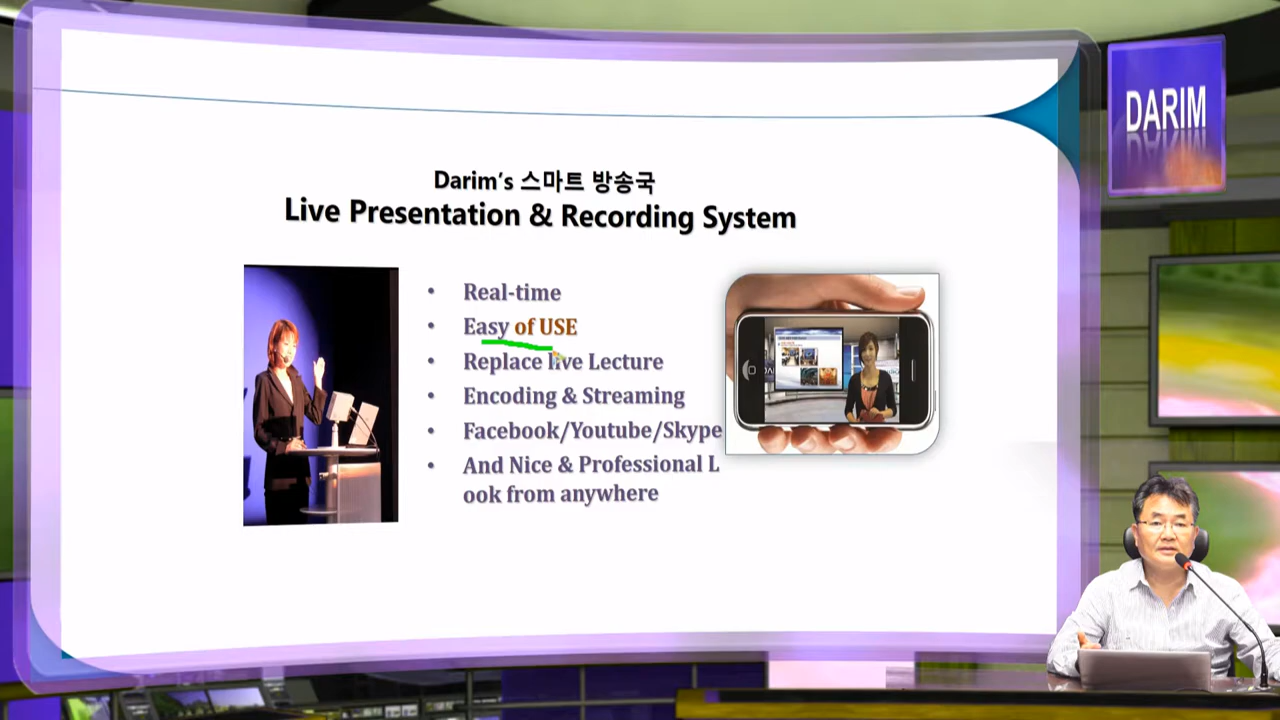 DARIM
Darim's 스마트 방송국
Live Presentation & Recording System
• Real-time
• Easy of USE
• Replace live Lecture
• Encoding & Streaming
• Facebook/Youtube/Skype
• And Nice & Professional L
ook from anywhere